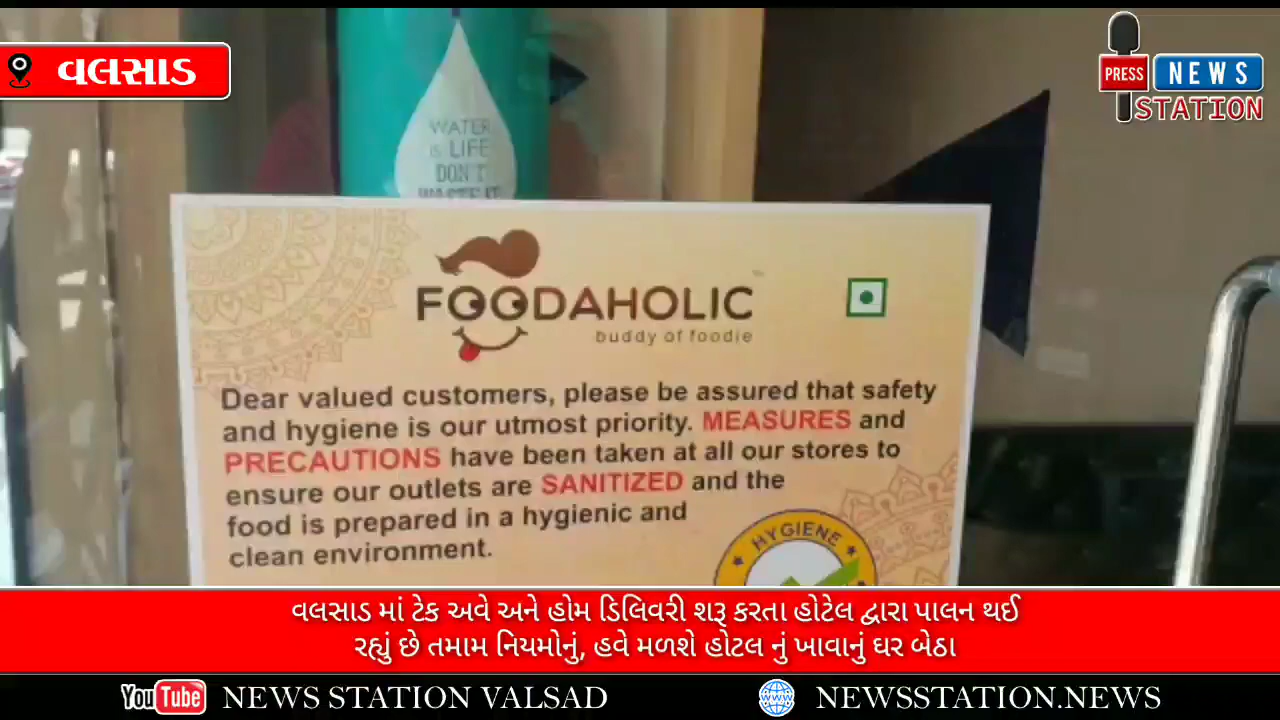 વલસાડ
PRESS NEWS
STATION
WATER
IS LIFE
DON'T
WASTE IT
FOODAHOLIC
buddy of foodie
Dear valued customers, please be assured that safety
and hygiene is our utmost priority. MEASURES and
PRECAUTIONS have been taken at all our stores to
ensure our outlets are SANITIZED and the
food is prepared in a hygienic and
clean environment.
HYGIENE
વલસાડ માં ટેક અવે અને હોમ ડિલિવરી શરૂ કરતા હોટેલ દ્વારા પાલન થઈ
રહ્યું છે તમામ નિયમોનું, હવે મળશે હોટલ નું ખાવાનું ઘર બેઠા
YouTube NEWS STATION VALSAD
NEWSSTATION.NEWS